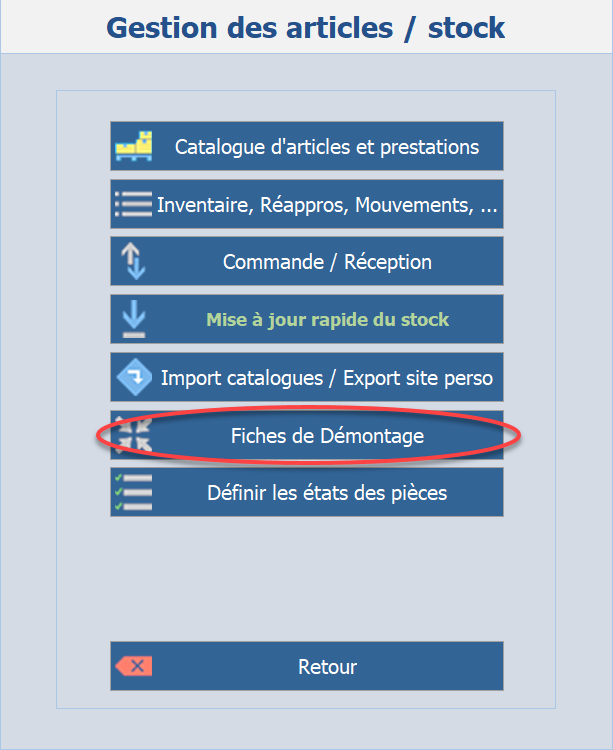 Gestion des articles / stock
Catalogue d'articles et prestations
Inventaire, Réappros, Mouvements, ...
Commande / Réception
Mise à jour rapide du stock
Import catalogues / Export site perso
Fiches de Démontage
Définir les états des pièces
Retour